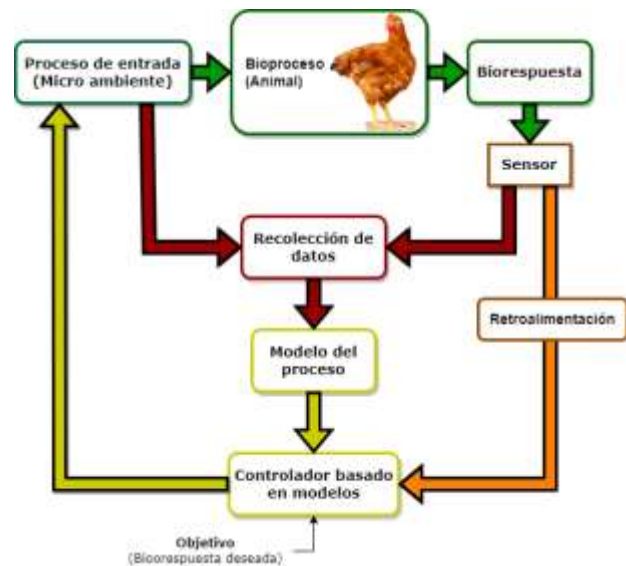 Proceso de entrada
(Micro ambiente)
Bioproceso
(Animal)
Biorespuesta
Sensor
Recolección de
datos
Retroalimentación
Modelo del
proceso
Controlador basado
en modelos
Objetivo
(Bioorespuesta deseada)